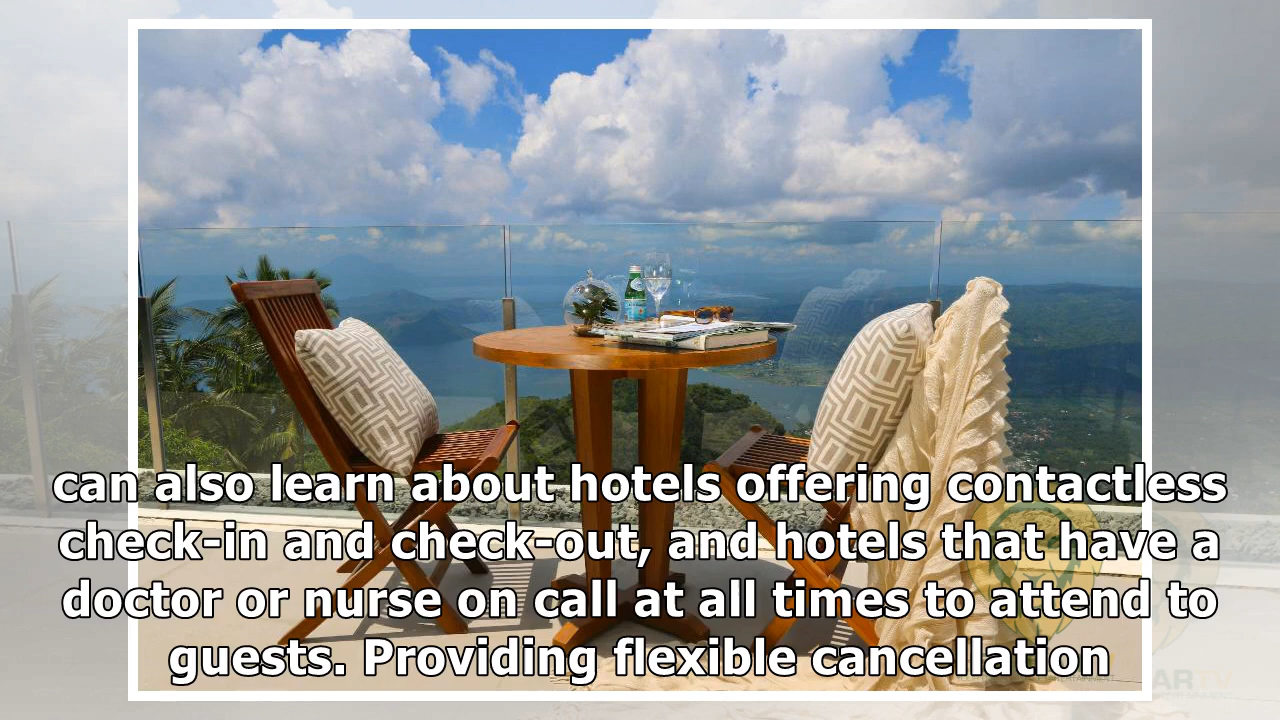 can also learn about hotels offering contactless
check-in and check-out, and hotels that have a
doctor or nurse on call at all times to attend to
guests. Providing flexible cancellation